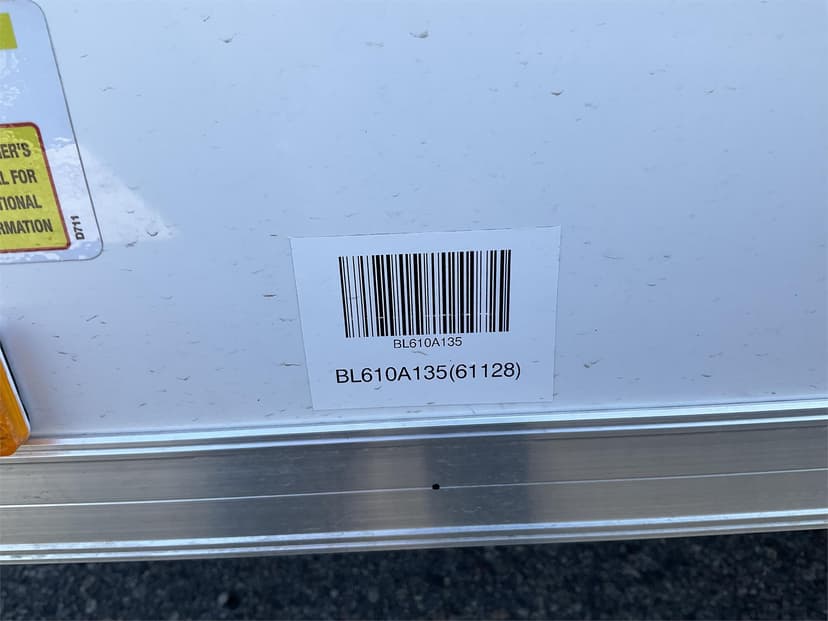 ER'S
L FOR
TIONAL
RMATION
D711
BL610A135
BL610A135(61128)